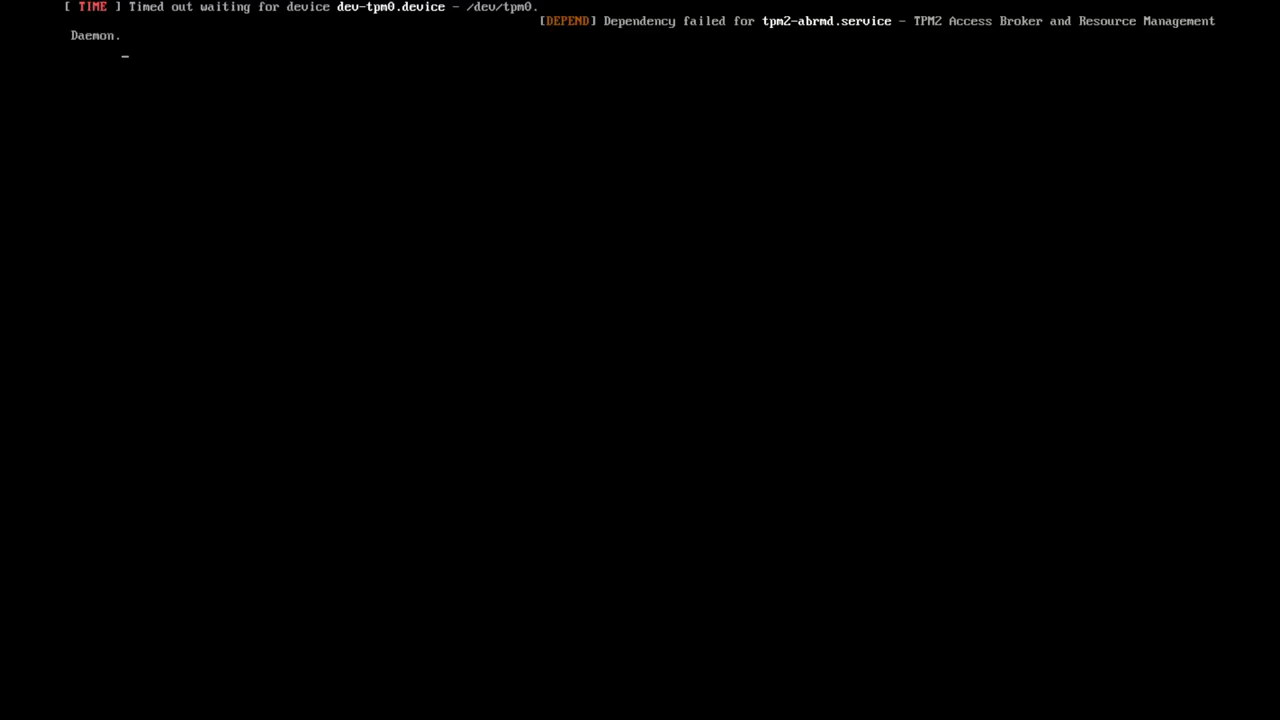 [ TIME ] Timed out waiting for device dev-tpm0.device - /dev/tpm0.
[DEPEND] Dependency failed for tpm2-abrmd.service - TPM2 Access Broker and Resource Management
Daemon.